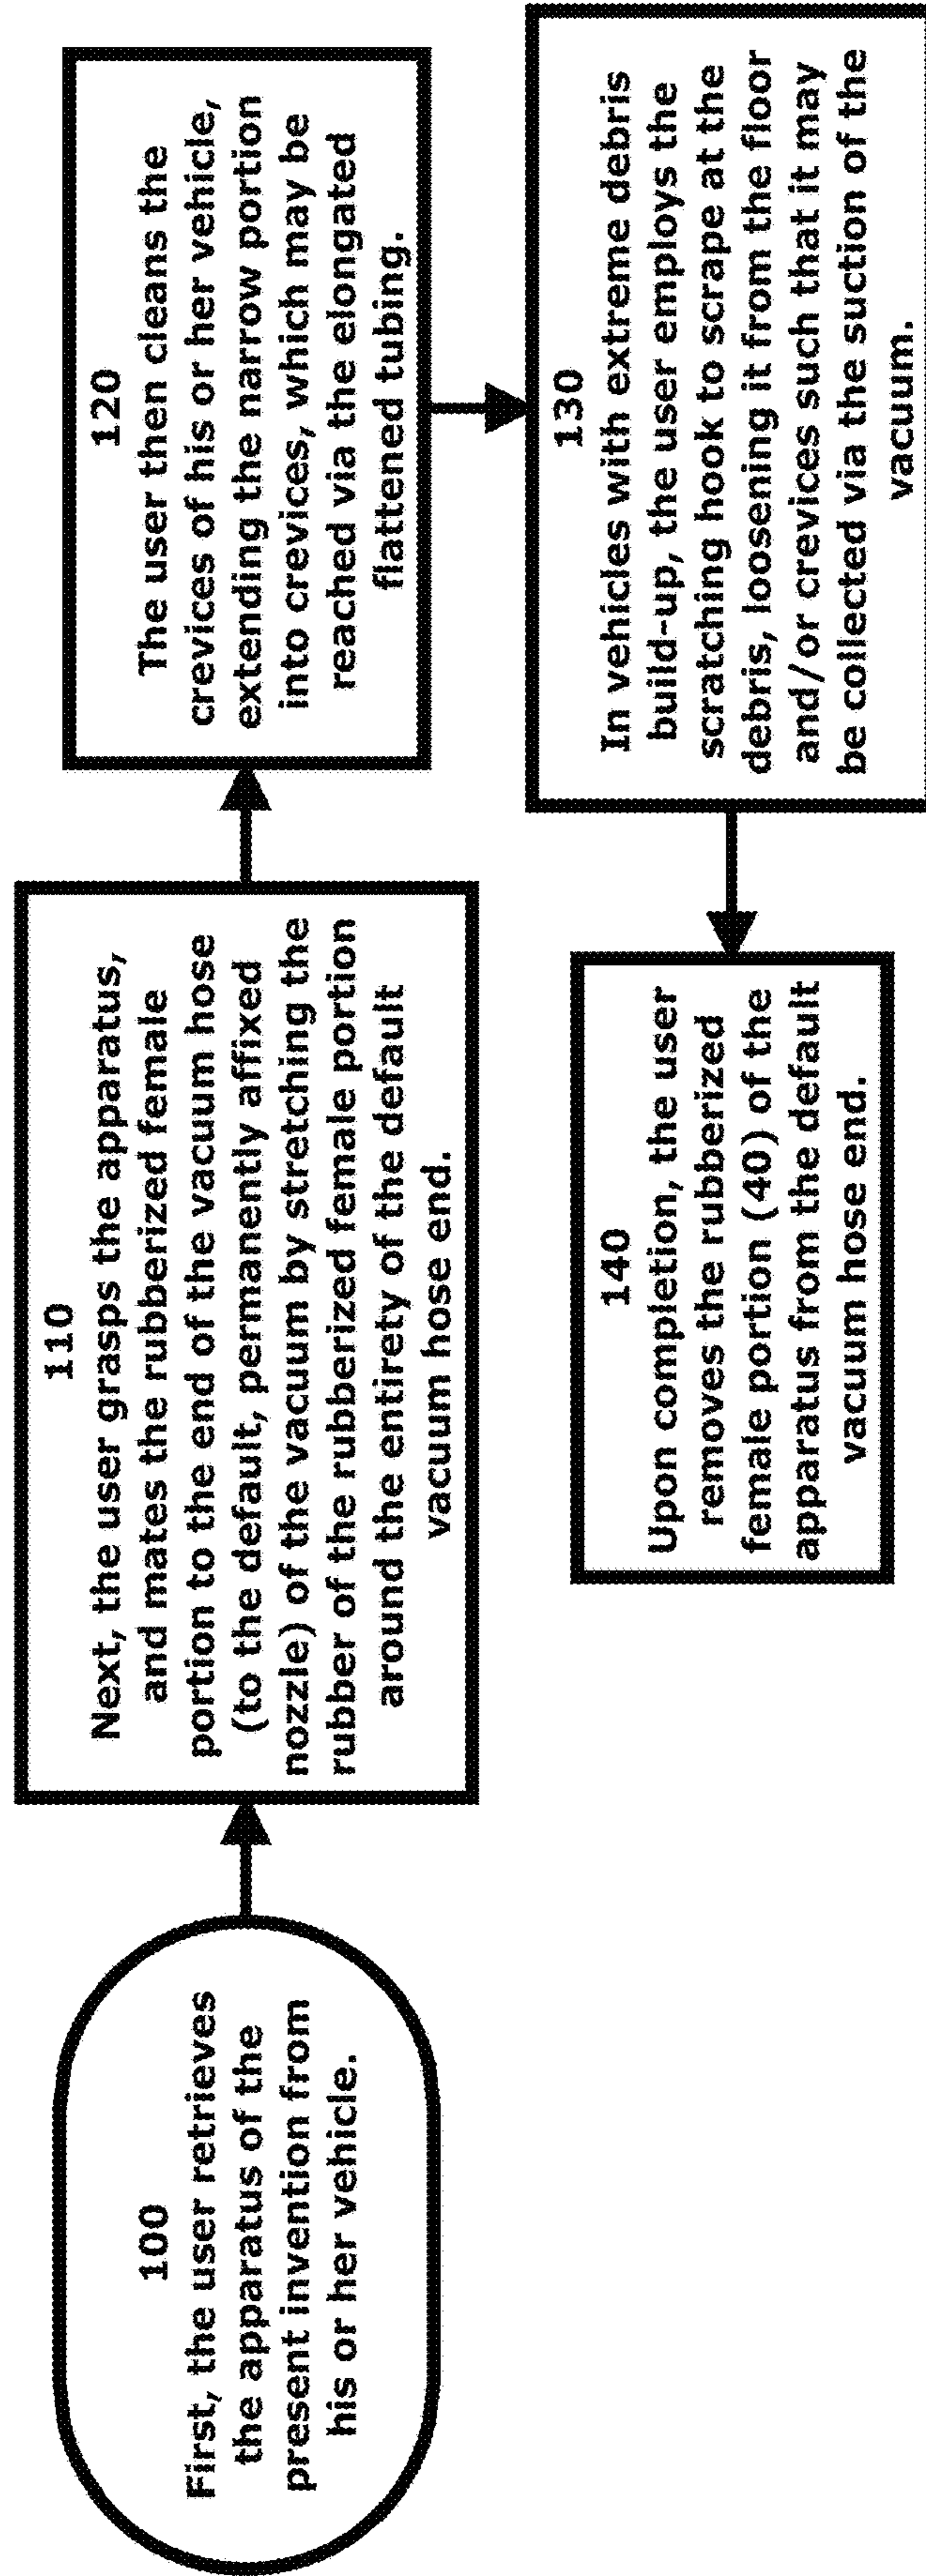 100
First, the user retrieves
the apparatus of the
present invention from
his or her vehicle.
110
Next, the user grasps the apparatus,
and mates the rubberized female
portion to the end of the vacuum hose
(to the default, permanently affixed
nozzle) of the vacuum by stretching the
rubber of the rubberized female portion
around the entirety of the default
vacuum hose end.
120
The user then cleans the
crevices of his or her vehicle,
extending the narrow portion
into crevices, which may be
reached via the elongated
flattened tubing.
130
In vehicles with extreme debris
build-up, the user employs the
scratching hook to scrape at the
debris, loosening it from the floor
and/or crevices such that it may
be collected via the suction of the
vacuum.
140
Upon completion, the user
removes the rubberized
female portion (40) of the
apparatus from the default
vacuum hose end.